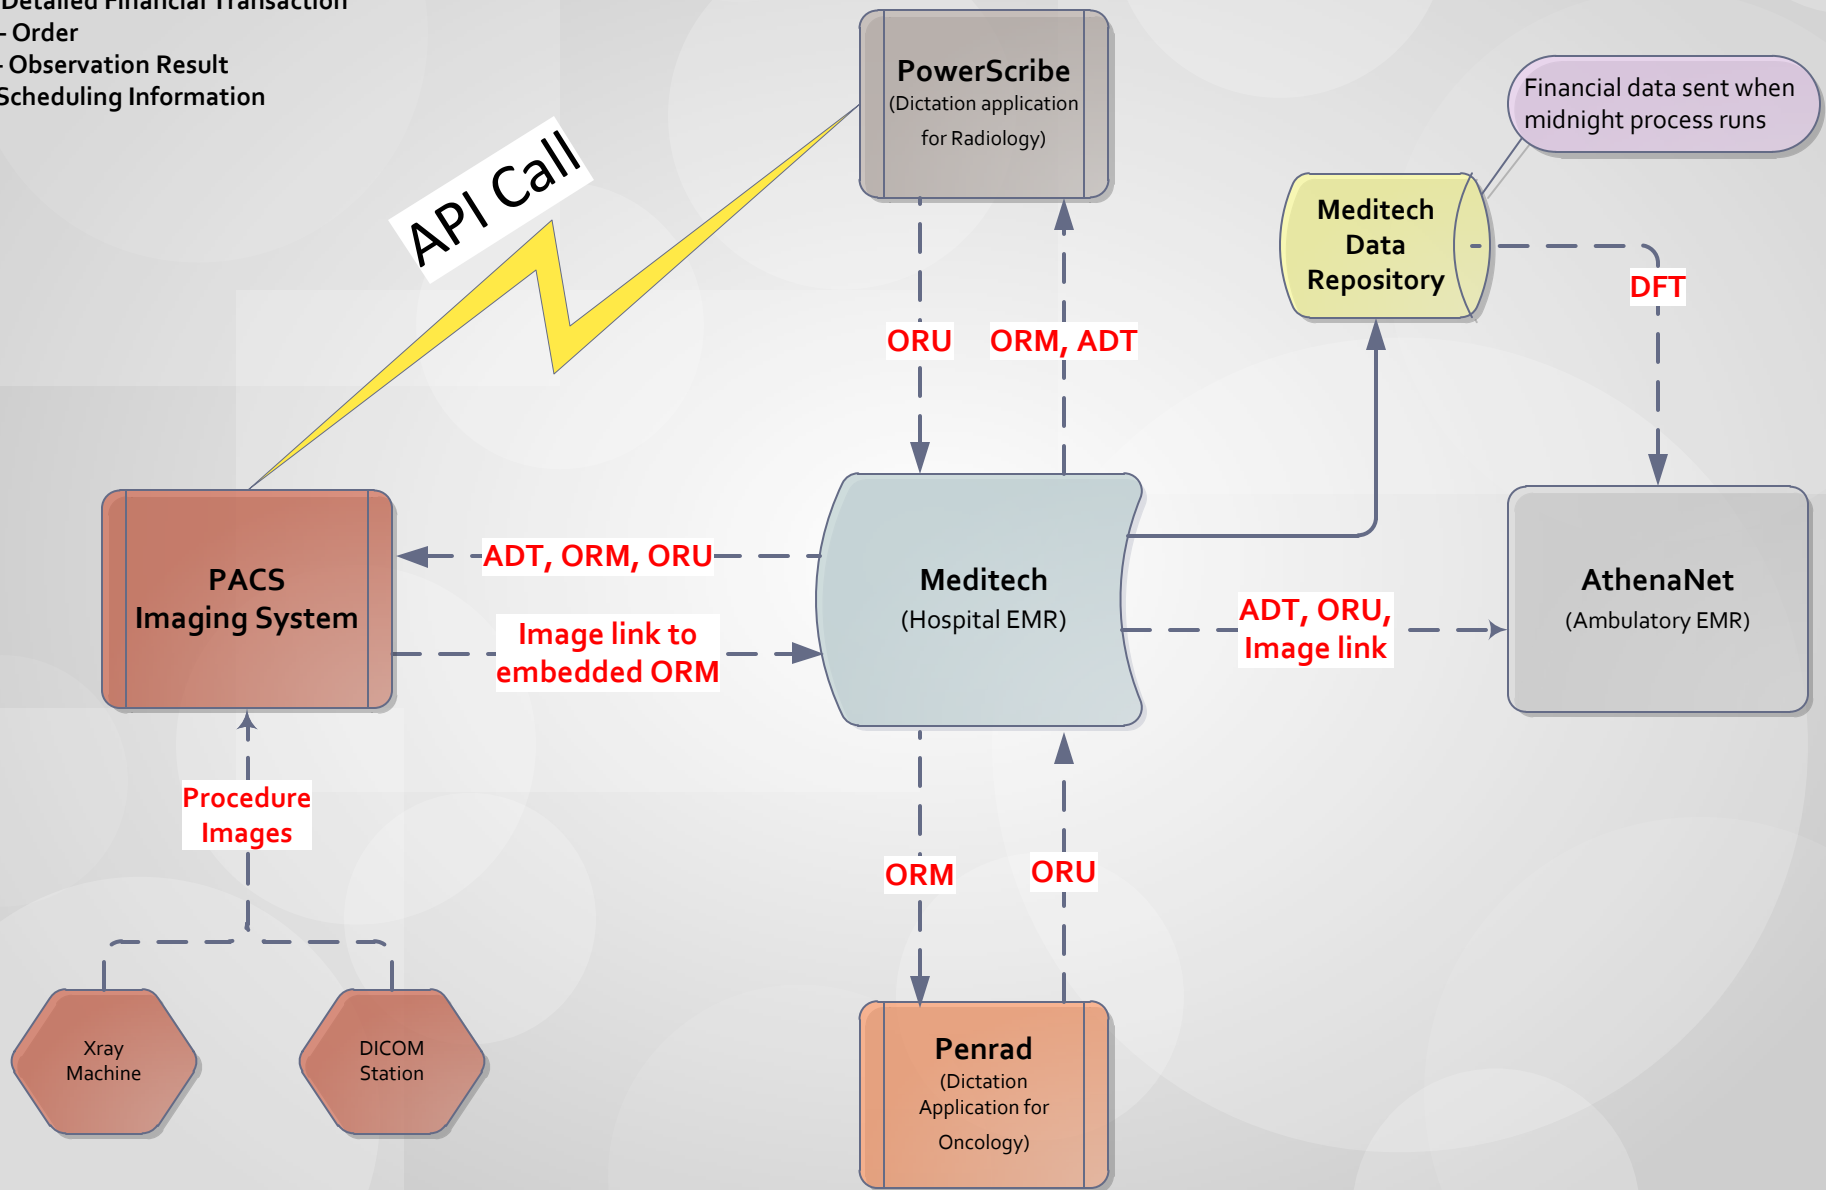 Detailed Financial Transaction
- Order
- Observation Result
Scheduling Information
PowerScribe
(Dictation application
for Radiology)
Financial data sent when
midnight process runs
API Call
Meditech
Data
Repository
DFT
ORU
ORM, ADT
PACS
Imaging System
ADT, ORM, ORU
Image link to
embedded ORM
Meditech
(Hospital EMR)
ADT, ORU,
Image link
AthenaNet
(Ambulatory EMR)
Procedure
Images
ORM
ORU
Xray
Machine
DICOM
Station
Penrad
(Dictation
Application for
Oncology)